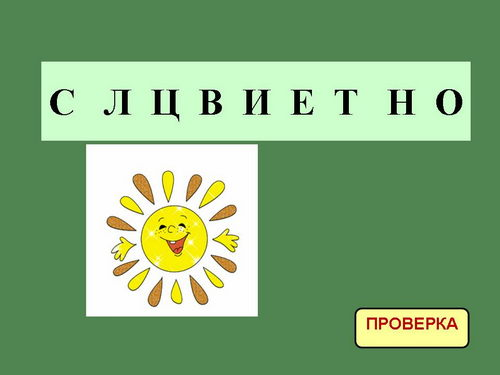 С Л Ц В И Е Т Н О
ПРОВЕРКА